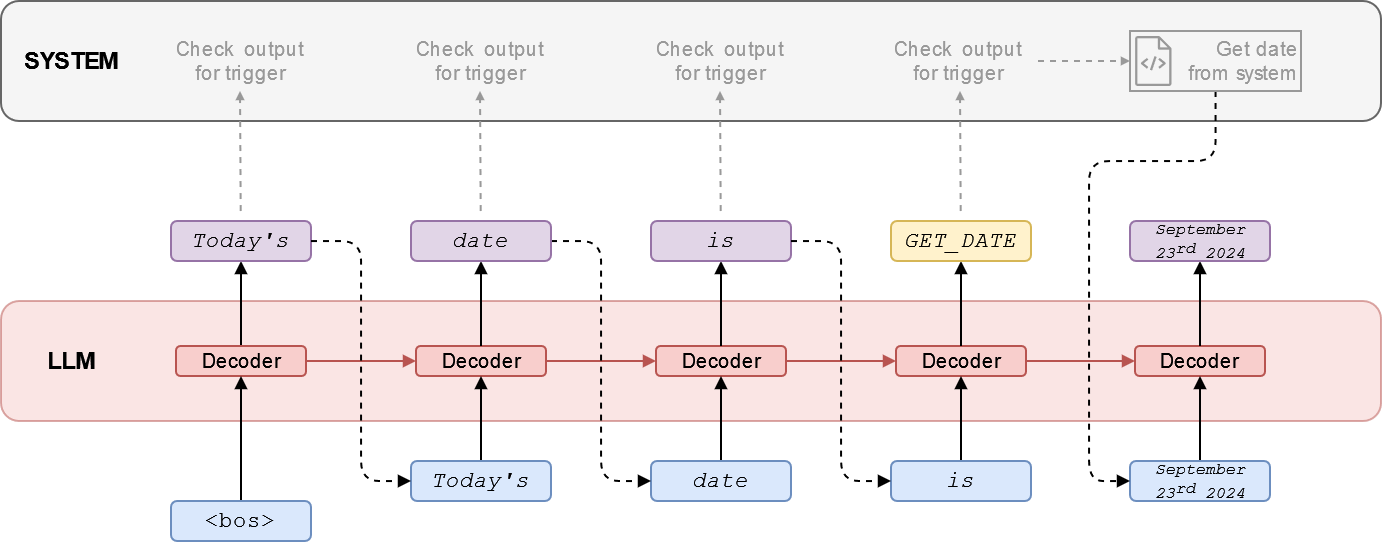 SYSTEM
Check output
for trigger
Check output
for trigger
Check output
for trigger
Check output
for trigger
</>
Get date
from system
Today's
date
is
GET_DATE
September
23rd 2024
LLM
Decoder
Decoder
Decoder
Decoder
Decoder
<bos>
Today's
date
is
September
23rd 2024